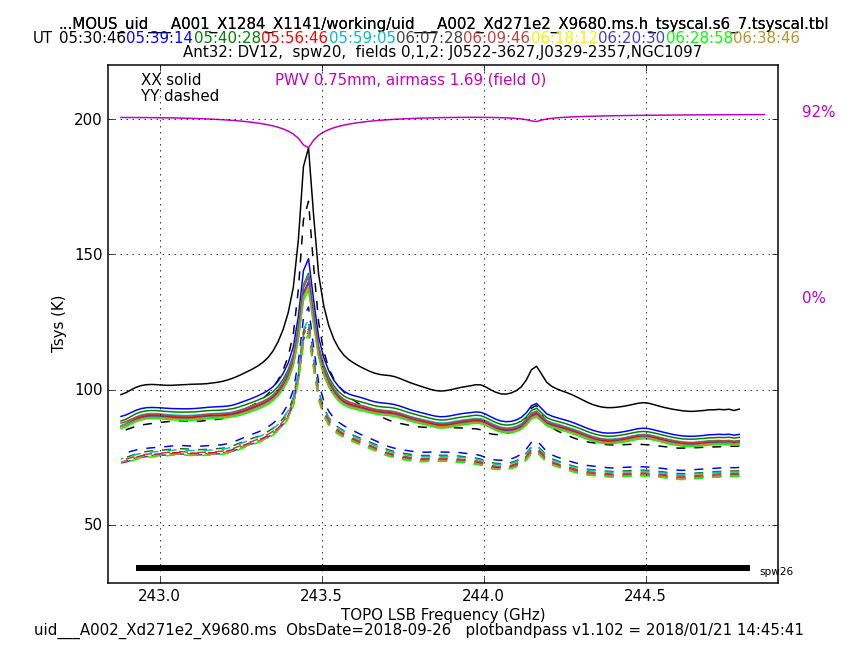 ...MOUS_uid___A001_X1284_X1141/working/uid___A002_Xd271e2_X9680.ms.h_tsyscal.s6_7.tsyscal.tbl
UT 05:30:46 05:39:14 05:40:28 05:56:46 05:59:05 06:07:28 06:09:46 06:18:12 06:20:30 06:28:58 06:38:46
Ant32: DV12,  spw20,  fields 0,1,2: J0522-3627,J0329-2357,NGC1097
XX solid
PWV 0.75mm, airmass 1.69 (field 0)
YY dashed
92%
200
150
0%
Tsys (K)
100
50
spw26
243.0 243.5 244.0 244.5
TOPO LSB Frequency (GHz)
uid___A002_Xd271e2_X9680.ms  ObsDate=2018-09-26   plotbandpass v1.102 = 2018/01/21 14:45:41